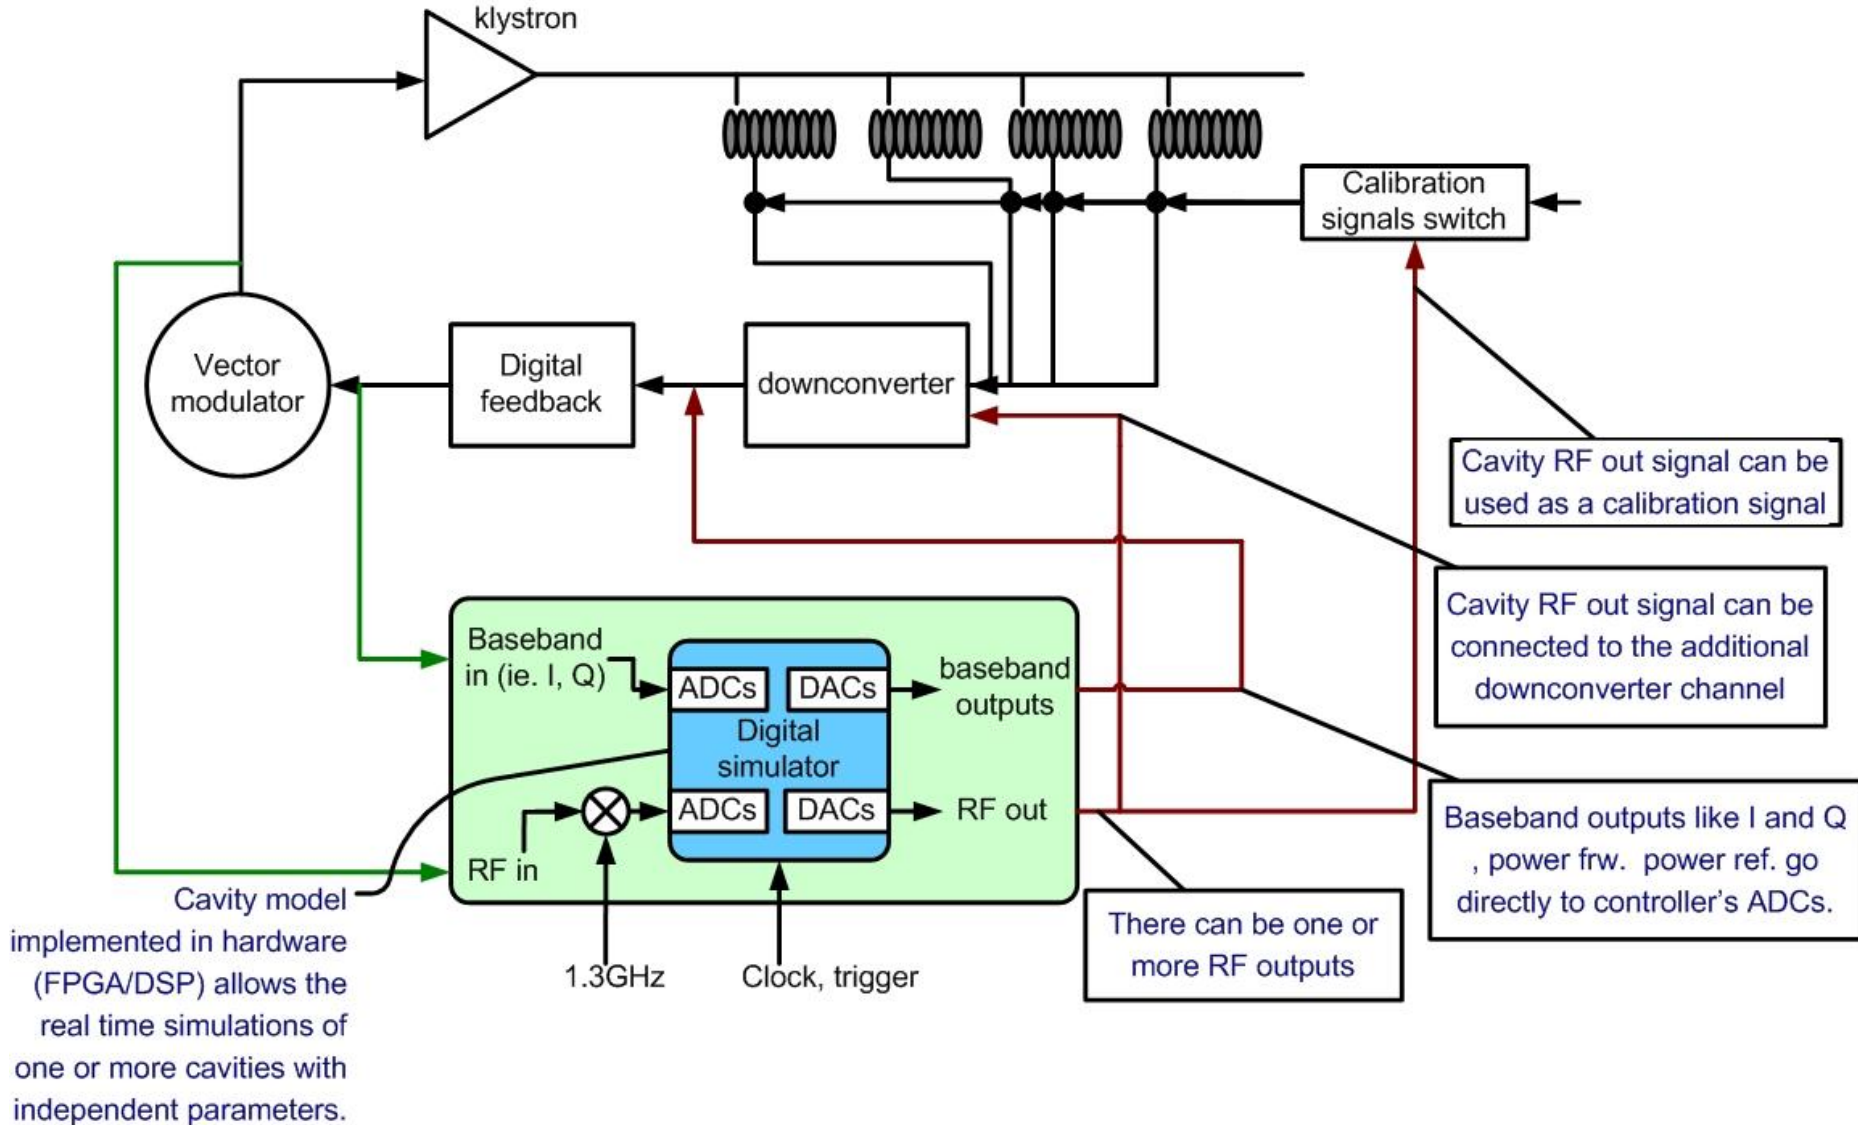 klystron
Calibration
signals switch
Vector
modulator
Digital
feedback
downconverter
Cavity RF out signal can be
used as a calibration signal
Cavity RF out signal can be
connected to the additional
downconverter channel
Baseband
in (ie. I, Q)
ADCs
DACs
baseband
outputs
Digital
simulator
ADCs
DACs
RF out
RF in
Baseband outputs like I and Q
, power frw. power ref. go
directly to controller's ADCs.
There can be one or
more RF outputs
1.3GHz
Clock, trigger
Cavity model
implemented in hardware
(FPGA/DSP) allows the
real time simulations of
one or more cavities with
independent parameters.